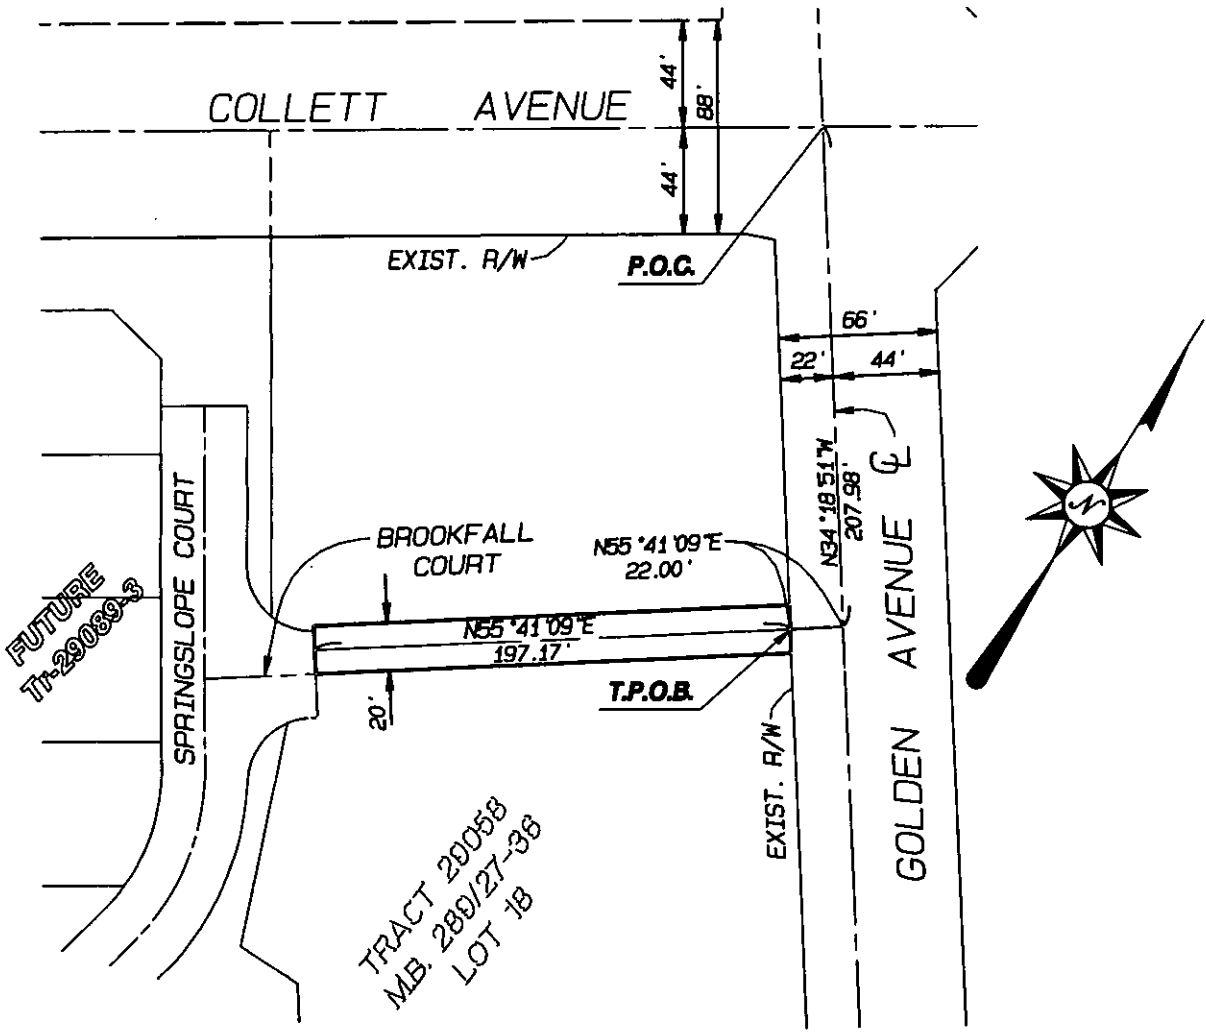 44'
88'
COLLETT AVENUE
44'
EXIST. R/W
P.O.C.
66'
22'
44'
N34°18'51"W
207.98'
℄
GOLDEN AVENUE
N
SPRINGSLOPE COURT
BROOKFALL
COURT
N55°41'09"E
22.00'
FUTURE
Tr-29089-3
N55°41'09"E
197.17'
T.P.O.B.
20'
EXIST. R/W
TRACT 29058
M.B. 289/27-36
LOT 18